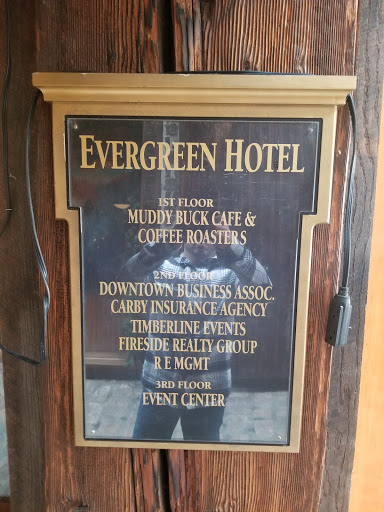 EVERGREEN HOTEL
1ST FLOOR
MUDDY BUCK CAFE &
COFFEE ROASTERS
2ND FLOOR
DOWNTOWN BUSINESS ASSOC.
CARBY INSURANCE AGENCY
TIMBERLINE EVENTS
FIRESIDE REALTY GROUP
R E MGMT
3RD FLOOR
EVENT CENTER